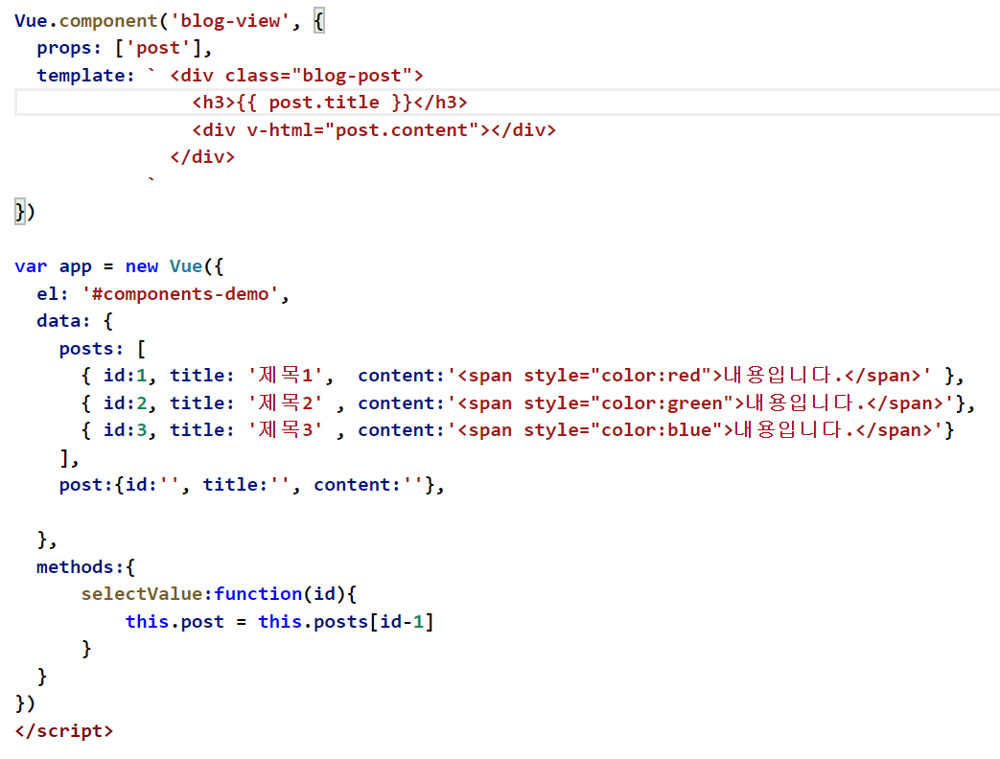 Vue.component('blog-view', {
props: ['post'],
template: ` <div class="blog-post">
<h3>{{ post.title }}</h3>
<div v-html="post.content"></div>
</div>
`
})
var app = new Vue({
el: '#components-demo',
data: {
posts: [
{ id:1, title: '제목1', content:'<span style="color:red">내용입니다.</span>' },
{ id:2, title: '제목2' , content:'<span style="color:green">내용입니다.</span>'},
{ id:3, title: '제목3' , content:'<span style="color:blue">내용입니다.</span>'}
],
post:{id:'', title:'', content:''},
},
methods:{
selectValue:function(id){
this.post = this.posts[id-1]
}
}
})
</script>